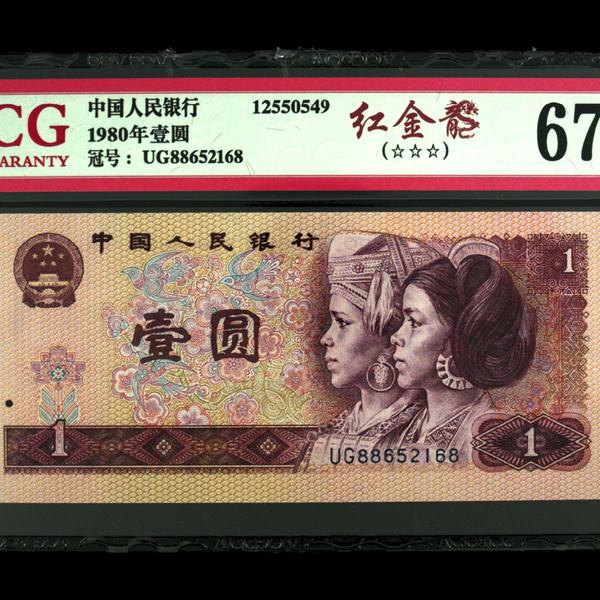 CG
ARANTY
中国人民银行 12550549
1980年壹圆
冠号：UG88652168
红金龍
(☆☆☆)
67
中国人民银行
1
壹圆
1
UG88652168
1